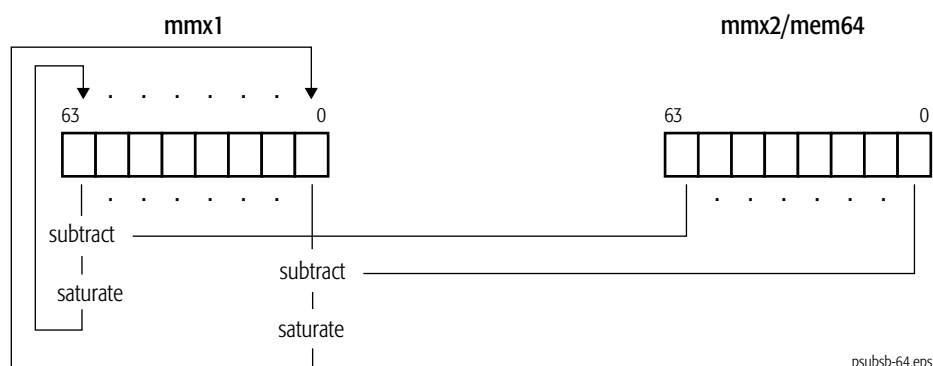 mmx1
mmx2/mem64
63 0
63 0
subtract
subtract
saturate
saturate
psubsb-64.eps